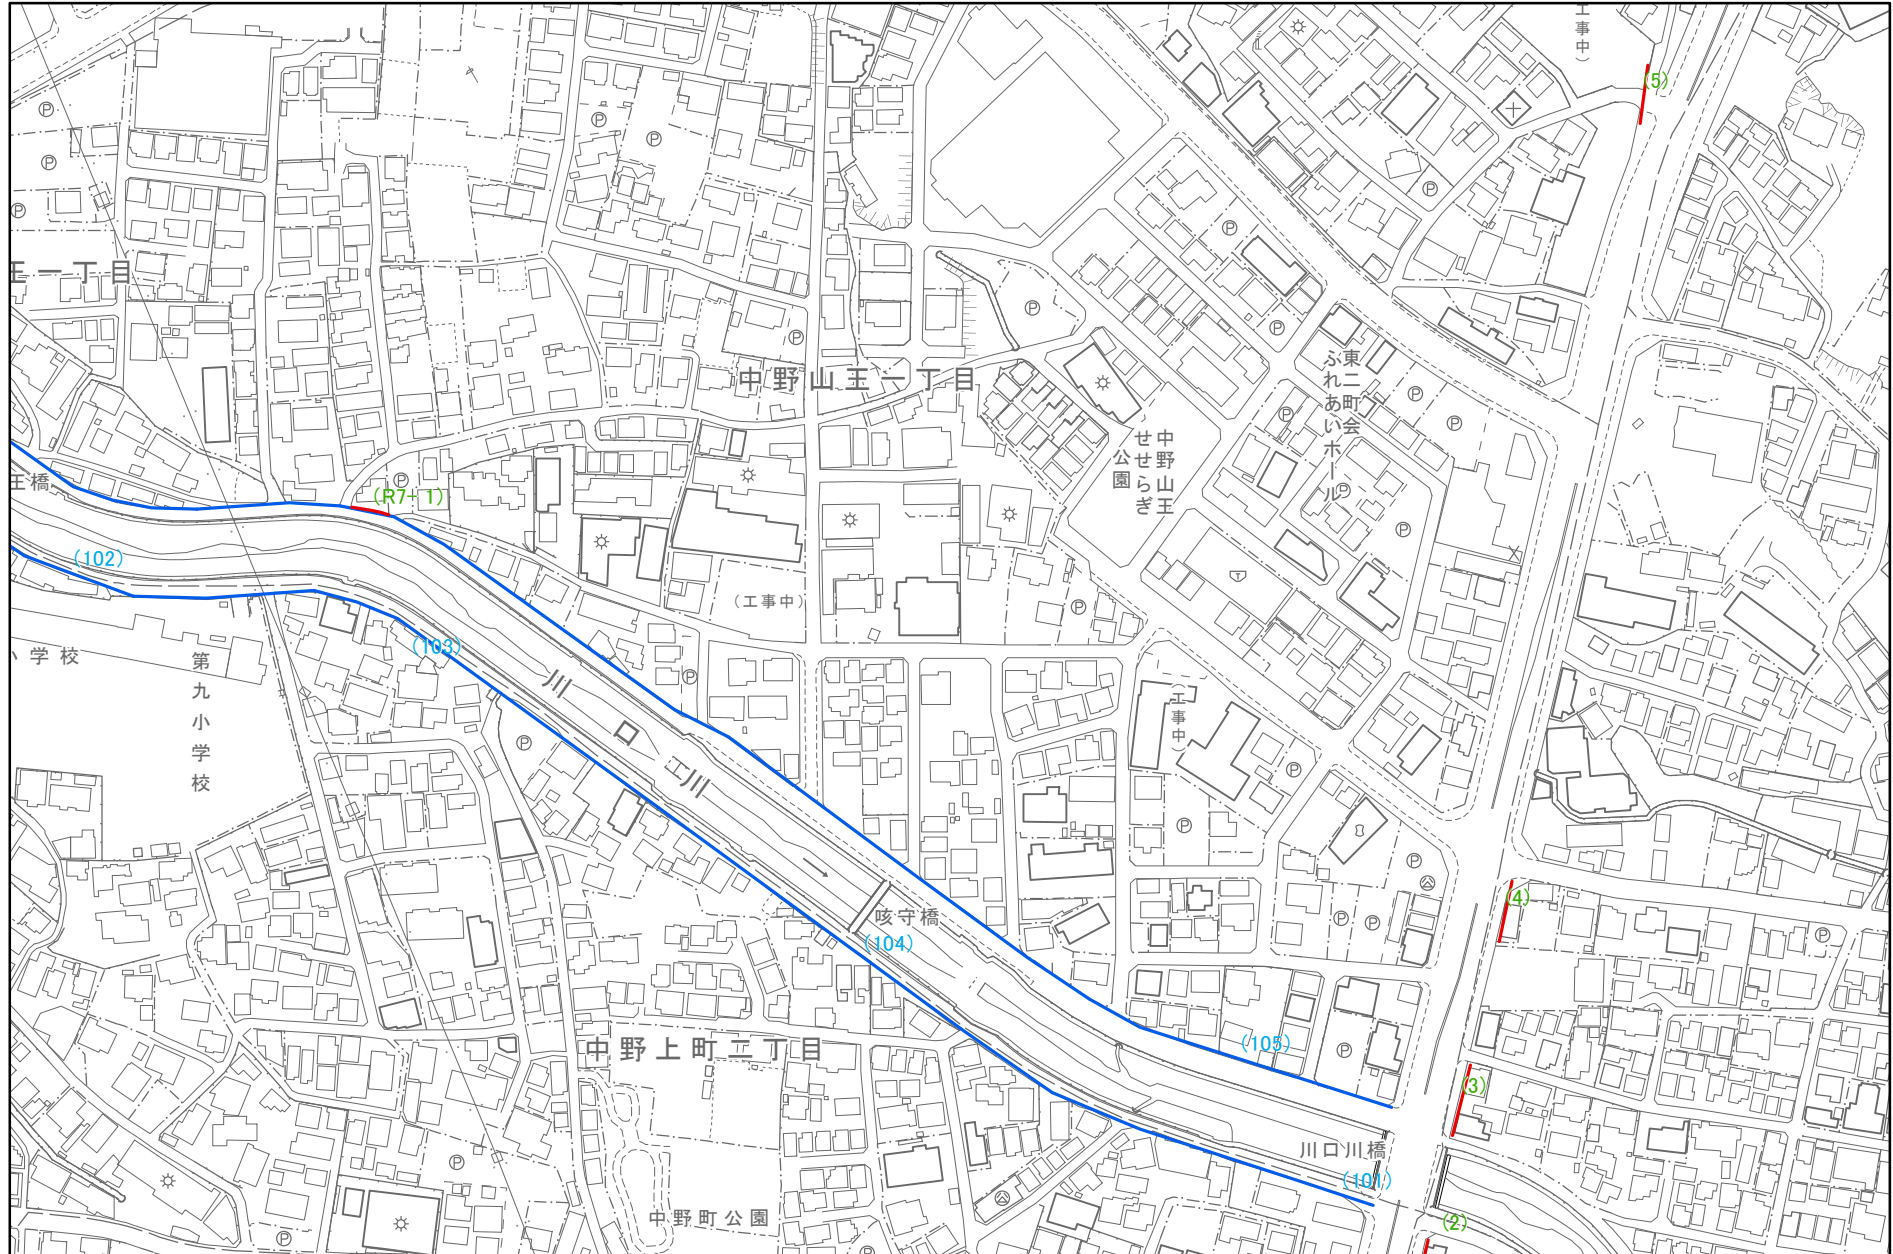 工事中)
(5)
王一丁目
中野山王一丁目
東二町会
ふれあいホール
中野山王
せせらぎ
公園
王橋
(R7-1)
(102)
(工事中)
(103)
小学校
第九小学校
川
口
川
工事中)
(4)
咳守橋
(104)
中野上町二丁目
(105)
(3)
川口川橋
(101)
中野町公園
(2)